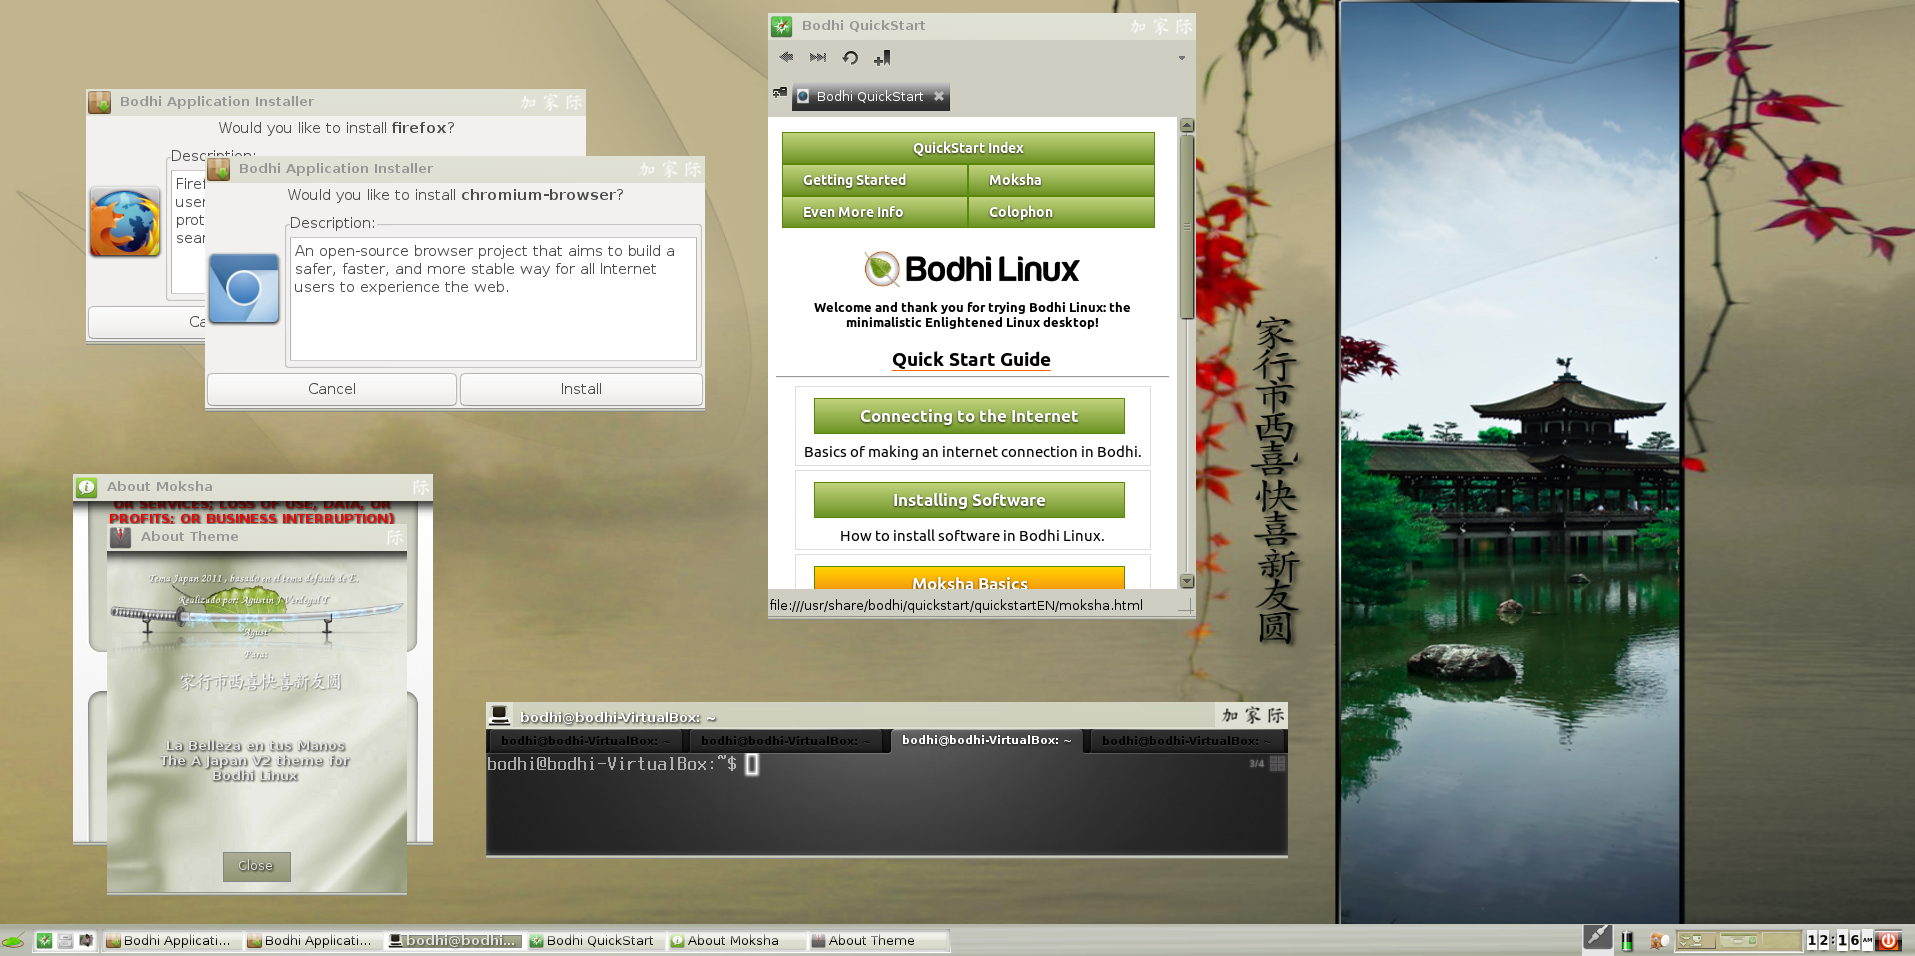 Bodhi Application Installer
加 家 际
Would you like to install firefox?
Description:
Cancel
Bodhi Application Installer
加 家 际
Would you like to install chromium-browser?
Description:
An open-source browser project that aims to build a
safer, faster, and more stable way for all Internet
users to experience the web.
Cancel
Install
Bodhi QuickStart
加 家 际
Bodhi QuickStart
QuickStart Index
Getting Started
Moksha
Even More Info
Colophon
Bodhi Linux
Welcome and thank you for trying Bodhi Linux: the
minimalistic Enlightened Linux desktop!
Quick Start Guide
Connecting to the Internet
Basics of making an internet connection in Bodhi.
Installing Software
How to install software in Bodhi Linux.
Moksha Basics
file:///usr/share/bodhi/quickstart/quickstartEN/moksha.html
家行市西喜快喜新友圆
About Moksha
际
OR SERVICES; LOSS OF USE, DATA, OR
PROFITS; OR BUSINESS INTERRUPTION)
About Theme
际
Tema Japan 2011 , basado en el tema default de E.
Realizado por: Agustin Verdegal T
"Agust"
Para:
家行市西喜快喜新友圆
La Belleza en tus Manos
The A Japan V2 theme for
Bodhi Linux
Close
bodhi@bodhi-VirtualBox: ~
加 家 际
bodhi@bodhi-VirtualBox: ~
bodhi@bodhi-VirtualBox: ~
bodhi@bodhi-VirtualBox: ~
bodhi@bodhi-VirtualBox: ~
bodhi@bodhi-VirtualBox:~$
3/4
Bodhi Applicati...
Bodhi Applicati...
bodhi@bodhi...
Bodhi QuickStart
About Moksha
About Theme
12:16 AM